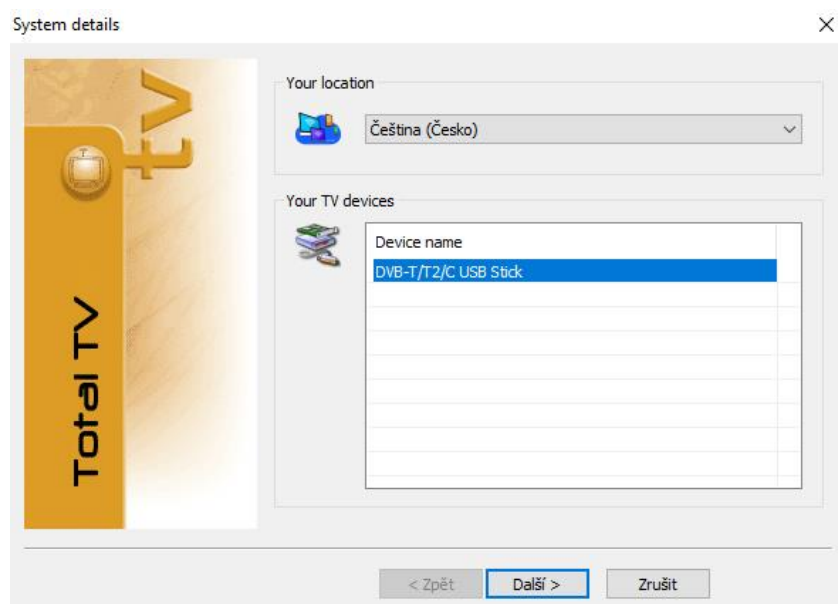 System details
tv
Total TV
Your location
Čeština (Česko)
Your TV devices
Device name
DVB-T/T2/C USB Stick
< Zpět
Další >
Zrušit